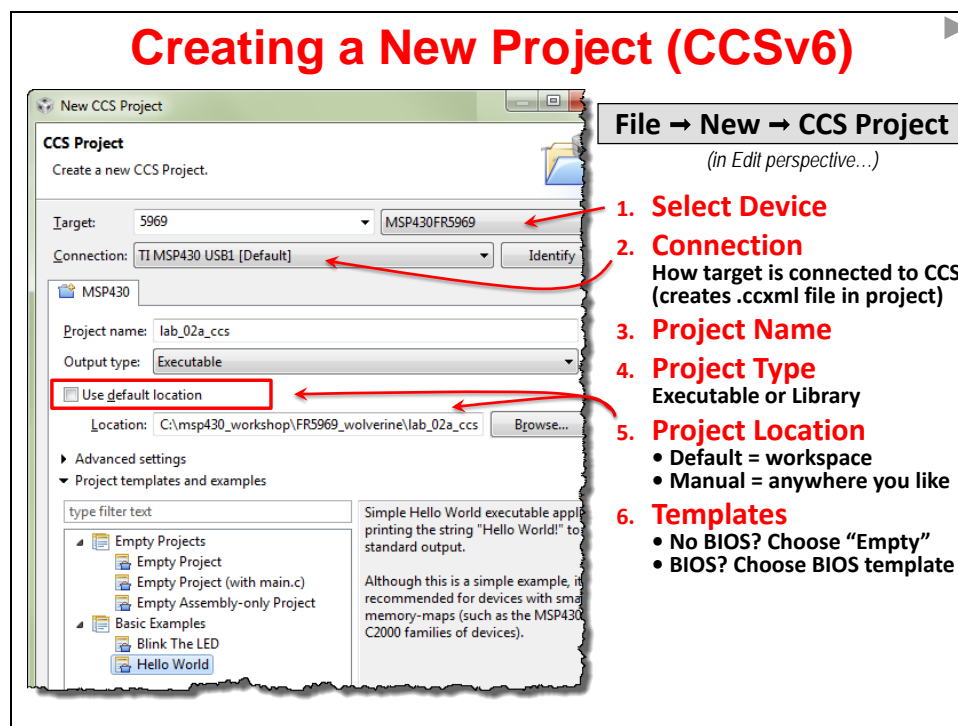 Creating a New Project (CCSv6)
New CCS Project
CCS Project
Create a new CCS Project.
Target: 5969 MSP430FR5969
Connection: TI MSP430 USB1 [Default] Identify
MSP430
Project name: lab_02a_ccs
Output type: Executable
Use default location
Location: C:\msp430_workshop\FR5969_wolverine\lab_02a_ccs Browse...
Advanced settings
Project templates and examples
type filter text
Empty Projects
Empty Project
Empty Project (with main.c)
Empty Assembly-only Project
Basic Examples
Blink The LED
Hello World
Simple Hello World executable appl
printing the string "Hello World!" to
standard output.
Although this is a simple example, it
recommended for devices with sma
memory-maps (such as the MSP430
C2000 families of devices).
File → New → CCS Project
(in Edit perspective…)
1. Select Device
2. Connection
How target is connected to CCS
(creates .ccxml file in project)
3. Project Name
4. Project Type
Executable or Library
5. Project Location
• Default = workspace
• Manual = anywhere you like
6. Templates
• No BIOS? Choose “Empty”
• BIOS? Choose BIOS template